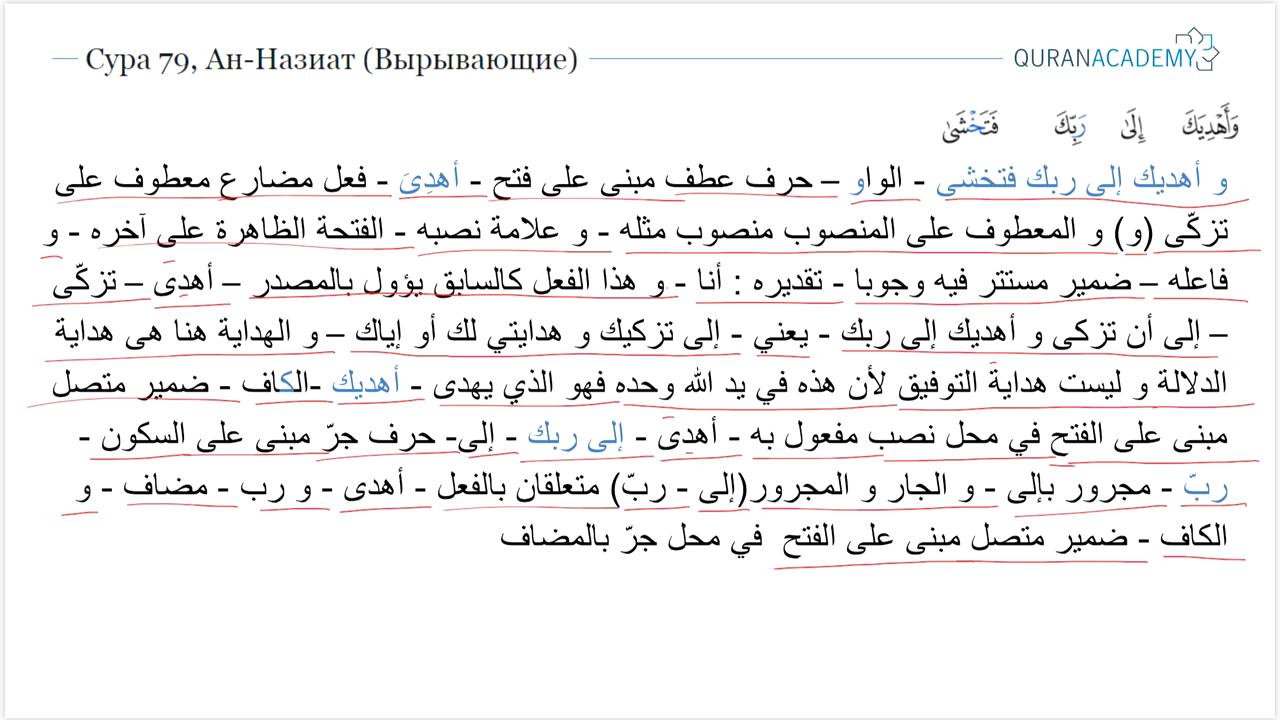 Сура 79, Ан-Назиат (Вырывающие)
QURANACADEMY
وَأَهْدِيَكَ إِلَىٰ رَبِّكَ فَتَخْشَىٰ
و أهديك إلى ربك فتخشى - الواو – حرف عطف مبنى على فتح - أهدِىَ - فعل مضارع معطوف على
تزكّى (و) و المعطوف على المنصوب منصوب مثله - و علامة نصبه - الفتحة الظاهرة على آخره - و
فاعله – ضمير مستتر فيه وجوبا - تقديره : أنا - و هذا الفعل كالسابق يؤول بالمصدر – أهدى – تزكّى
– إلى أن تزكى و أهديك إلى ربك - يعني - إلى تزكيك و هدايتي لك أو إياك – و الهداية هنا هى هداية
الدلالة و ليست هداية التوفيق لأن هذه في يد الله وحده فهو الذي يهدى - أهديك -الكاف - ضمير متصل
مبنى على الفتح في محل نصب مفعول به - أهدى - إلى ربك - إلى- حرف جرّ مبنى على السكون -
ربّ - مجرور بإلى - و الجار و المجرور(إلى - ربّ) متعلقان بالفعل - أهدى - و رب - مضاف - و
الكاف - ضمير متصل مبنى على الفتح في محل جرّ بالمضاف